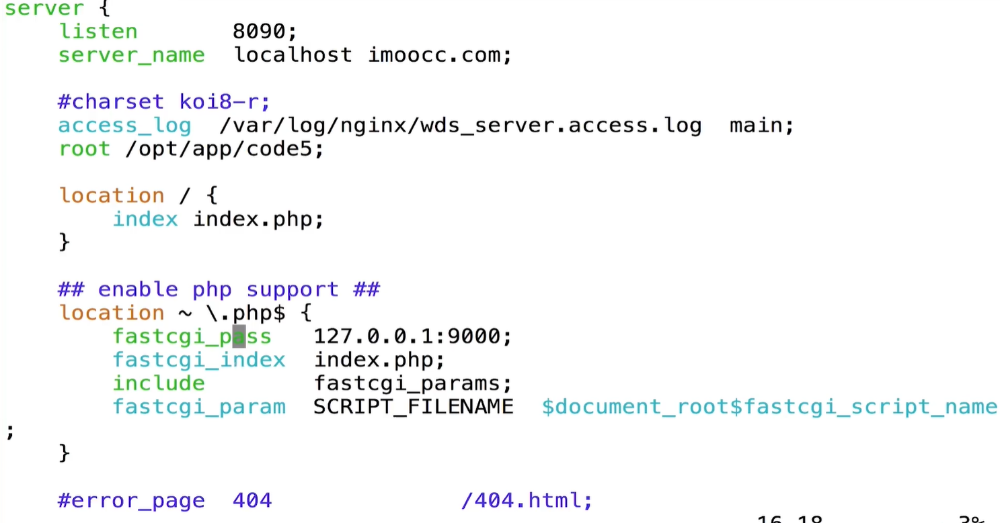 server {
    listen       8090;
    server_name  localhost imoocc.com;
    #charset koi8-r;
    access_log  /var/log/nginx/wds_server.access.log  main;
    root /opt/app/code5;
    location / {
        index index.php;
    }
    ## enable php support ##
    location ~ \.php$ {
        fastcgi_pass   127.0.0.1:9000;
        fastcgi_index  index.php;
        include        fastcgi_params;
        fastcgi_param  SCRIPT_FILENAME  $document_root$fastcgi_script_name
;
    }
    #error_page  404              /404.html;